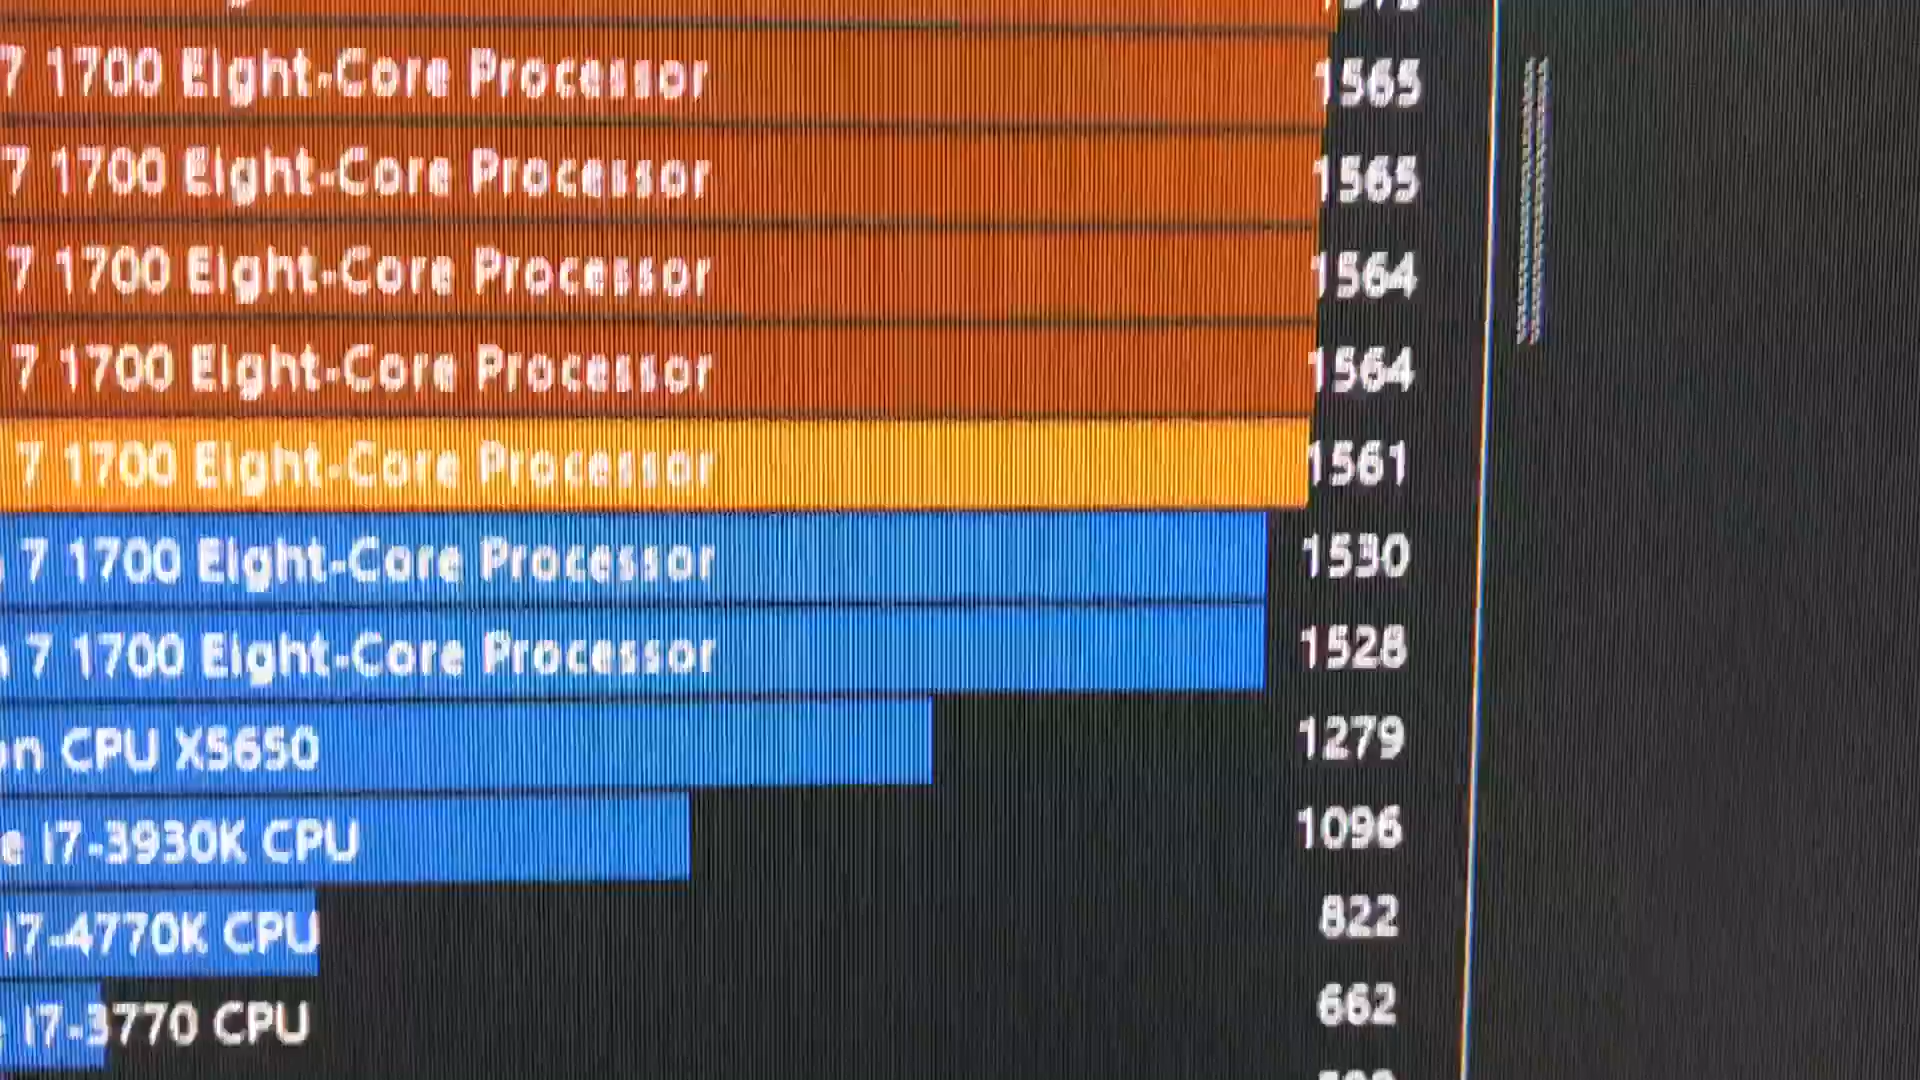 7 1700 Eight-Core Processor 1565
7 1700 Eight-Core Processor 1565
7 1700 Eight-Core Processor 1564
7 1700 Eight-Core Processor 1564
7 1700 Eight-Core Processor 1561
7 1700 Eight-Core Processor 1530
7 1700 Eight-Core Processor 1528
on CPU X5650 1279
e i7-3930K CPU 1096
i7-4770K CPU 822
i7-3770 CPU 662